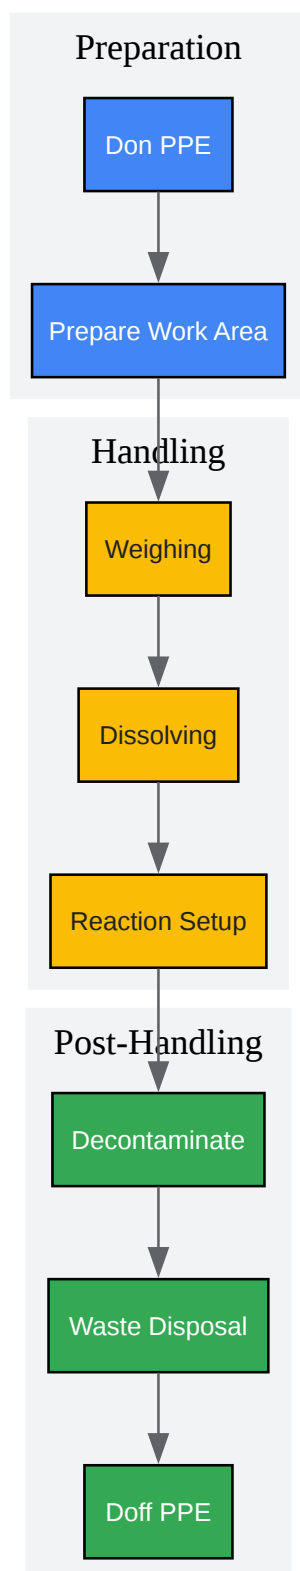 Preparation
Don PPE
Prepare Work Area
Handling
Weighing
Dissolving
Reaction Setup
Post-Handling
Decontaminate
Waste Disposal
Doff PPE